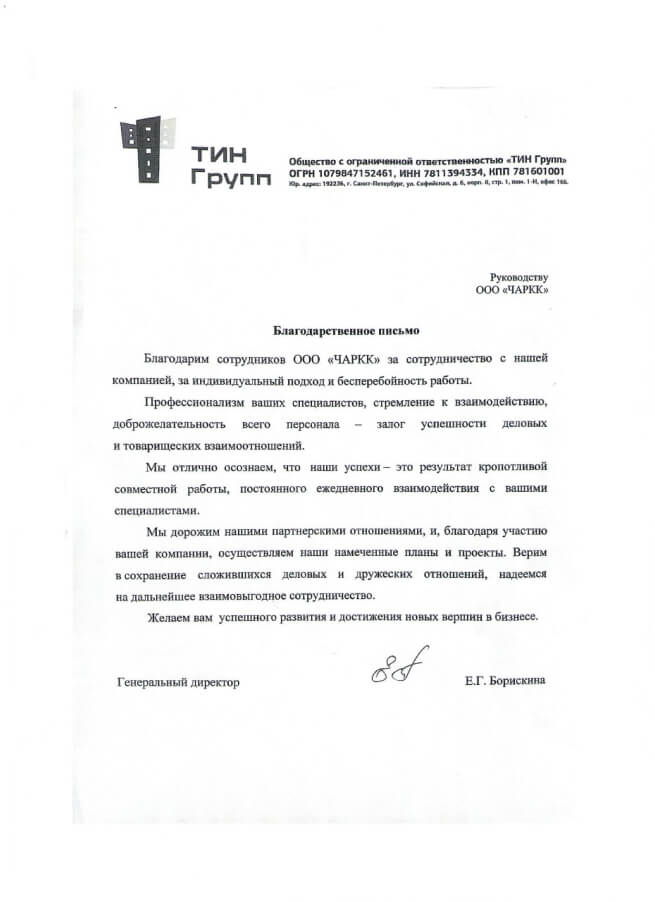 ТИН
Групп
Общество с ограниченной ответственностью «ТИН Групп»
ОГРН 1079847152461, ИНН 7811394334, КПП 781601001
Юр. адрес: 192236, г. Санкт-Петербург, ул. Софийская, д. 6, корп. 8, стр. 1, пом. 1-Н, офис 166.
Руководству
ООО «ЧАРКК»
Благодарственное письмо
Благодарим сотрудников ООО «ЧАРКК» за сотрудничество с нашей
компанией, за индивидуальный подход и бесперебойность работы.
Профессионализм ваших специалистов, стремление к взаимодействию,
доброжелательность всего персонала – залог успешности деловых
и товарищеских взаимоотношений.
Мы отлично осознаем, что наши успехи – это результат кропотливой
совместной работы, постоянного ежедневного взаимодействия с вашими
специалистами.
Мы дорожим нашими партнерскими отношениями, и, благодаря участию
вашей компании, осуществляем наши намеченные планы и проекты. Верим
в сохранение сложившихся деловых и дружеских отношений, надеемся
на дальнейшее взаимовыгодное сотрудничество.
Желаем вам успешного развития и достижения новых вершин в бизнесе.
Генеральный директор
Е.Г. Борискина